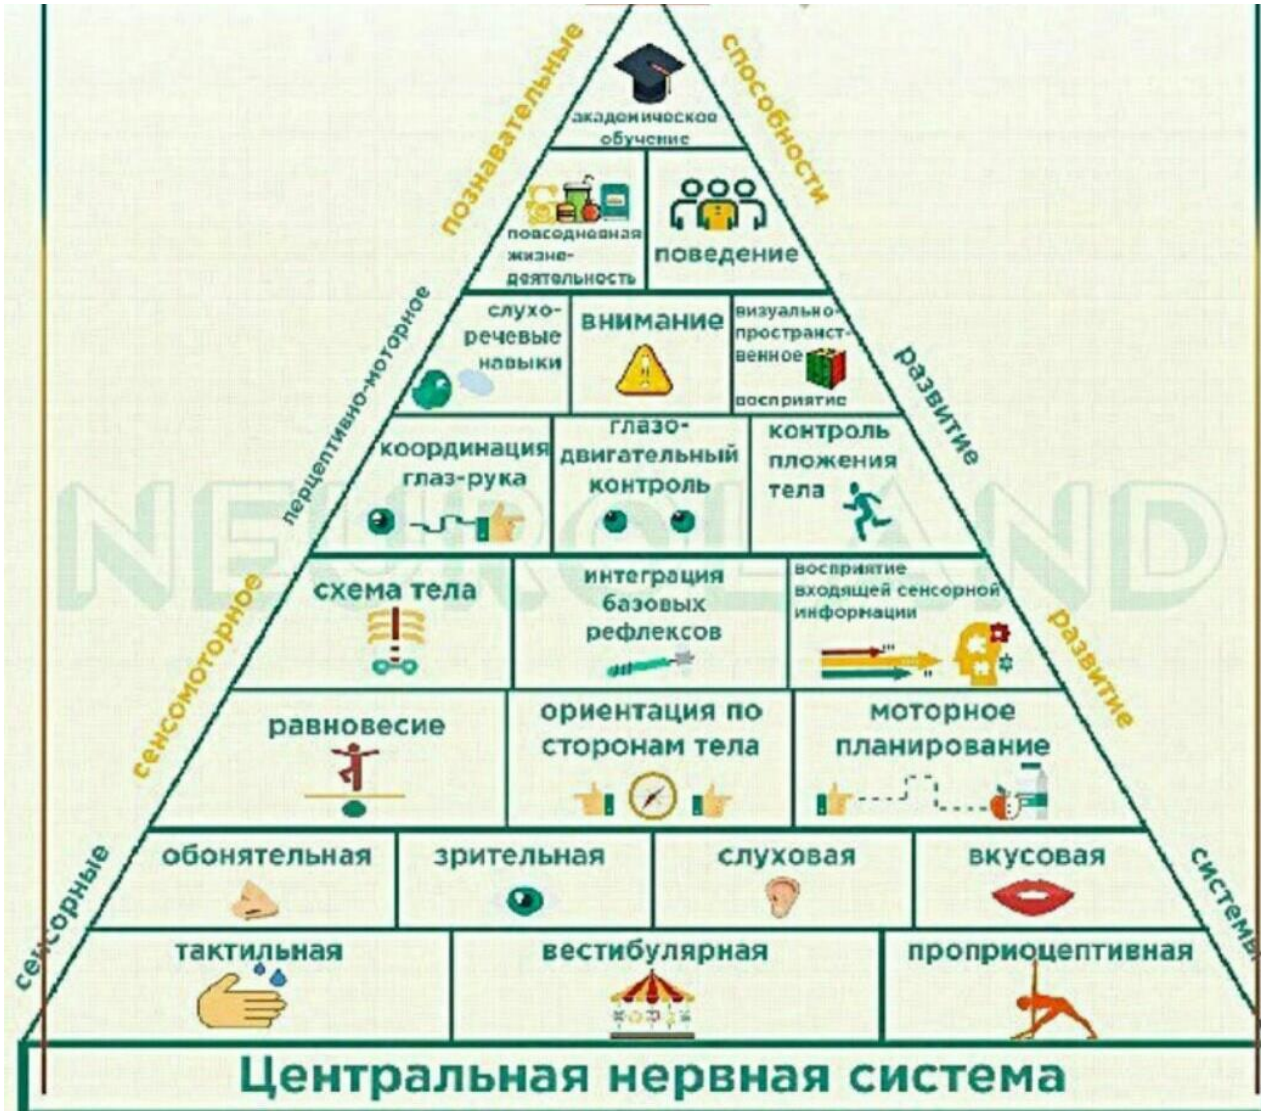 познавательные
способности
академическое
обучение
повседневная
жизне-
деятельность
поведение
перцептивно-моторное
развитие
слухо-
речевые
навыки
внимание
визуально-
пространст-
венное
восприятие
координация
глаз-рука
глазо-
двигательный
контроль
контроль
пложения
тела
NEUROLAND
сенсомоторное
развитие
схема тела
интеграция
базовых
рефлексов
восприятие
входящей сенсорной
информации
равновесие
ориентация по
сторонам тела
моторное
планирование
сенсорные
системы
обонятельная
зрительная
слуховая
вкусовая
тактильная
вестибулярная
проприоцептивная
Центральная нервная система